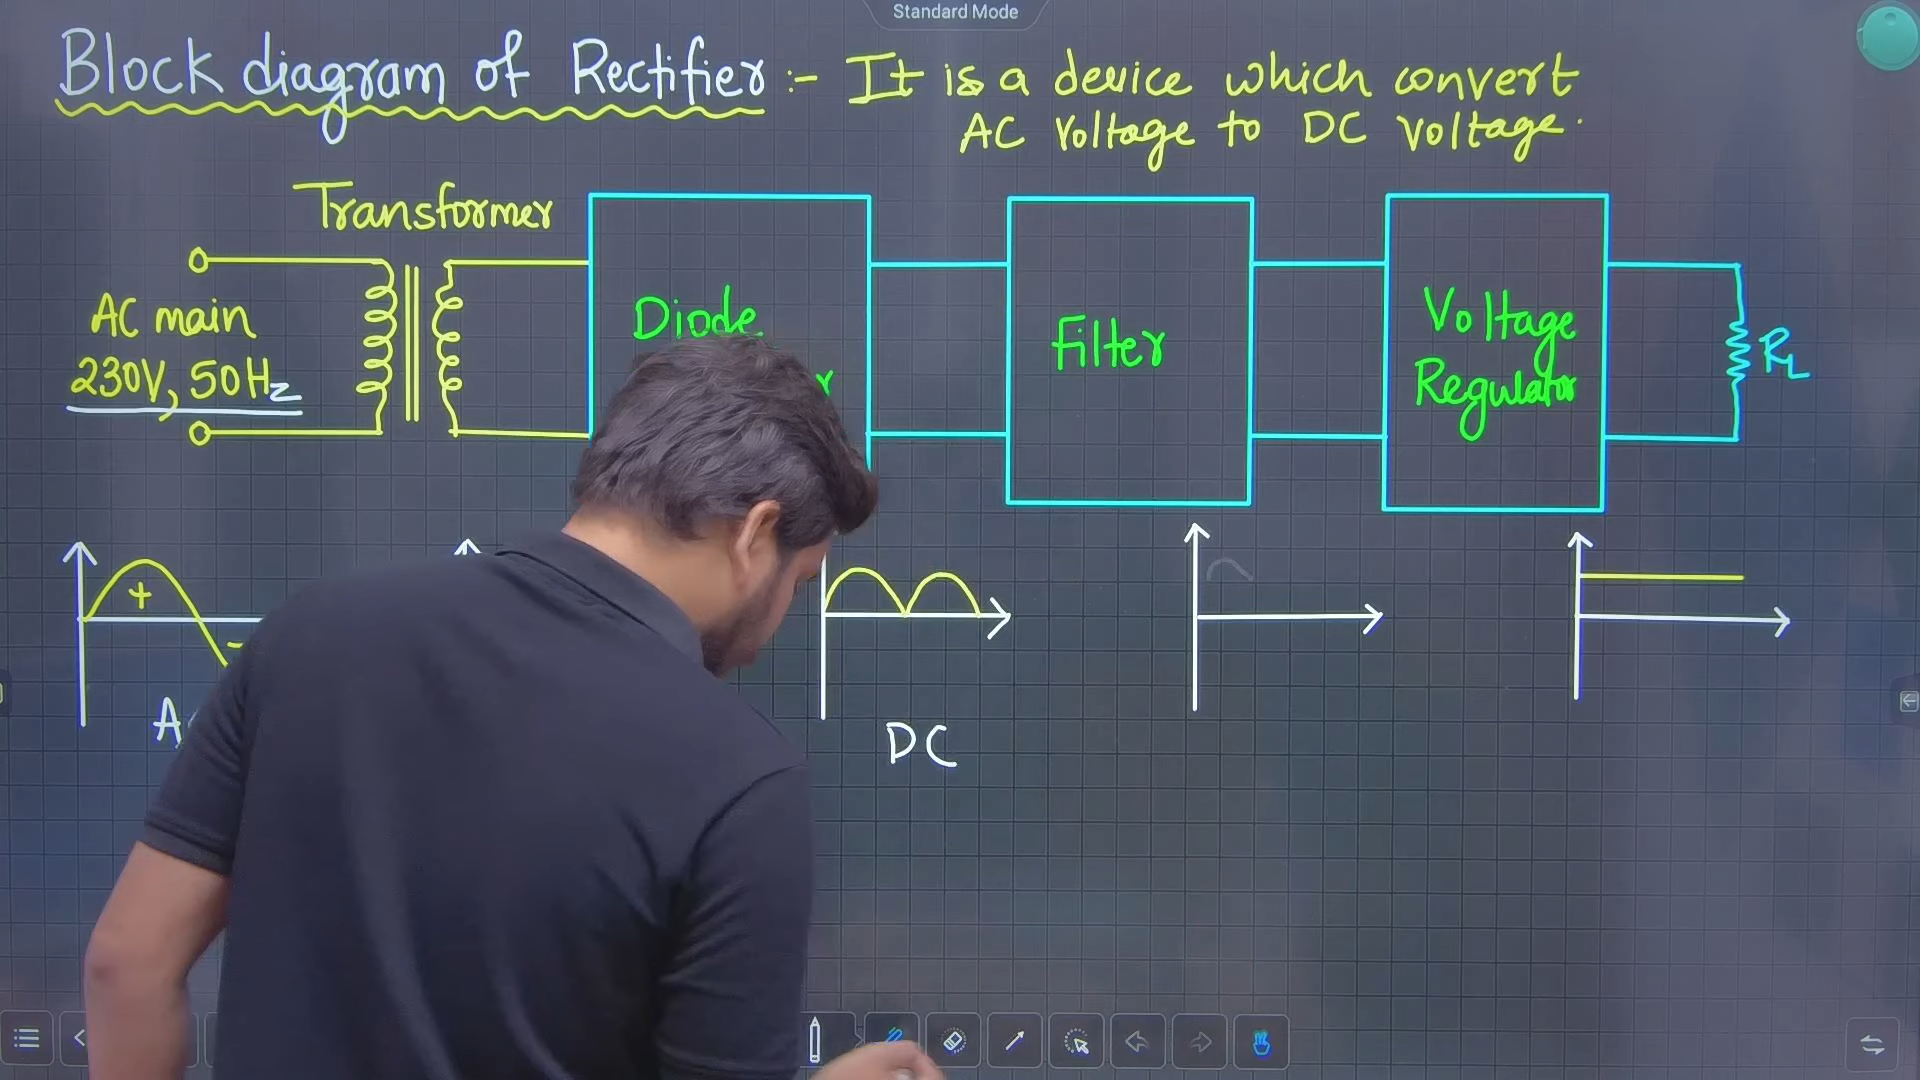 Standard Mode
Block diagram of Rectifier :- It is a device which convert
AC Voltage to DC Voltage.
Transformer
AC main
230V, 50Hz
Diode
Filter
Voltage
Regulator
RL
+
-
DC